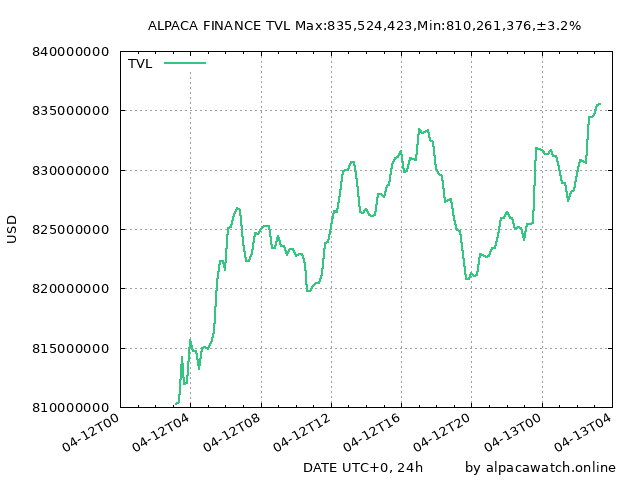 ALPACA FINANCE TVL Max:835,524,423,Min:810,261,376,±3.2%
840000000
TVL
835000000
830000000
825000000
USD
820000000
815000000
810000000
04-12T00
04-12T04
04-12T08
04-12T12
04-12T16
04-12T20
04-13T00
04-13T04
DATE UTC+0, 24h
by alpacawatch.online